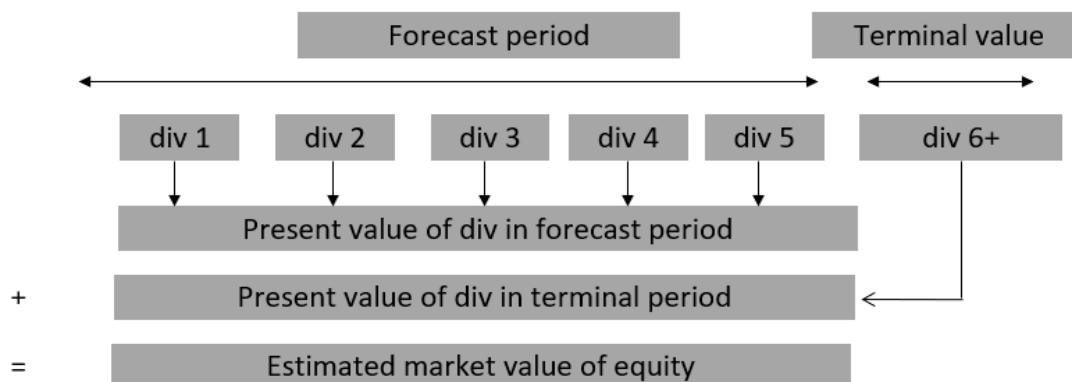 Forecast period
Terminal value
div 1
div 2
div 3
div 4
div 5
div 6+
Present value of div in forecast period
+
Present value of div in terminal period
=
Estimated market value of equity